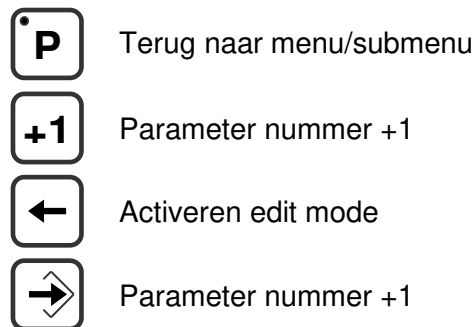 P Terug naar menu/submenu
+1 Parameter nummer +1
Activeren edit mode
Parameter nummer +1